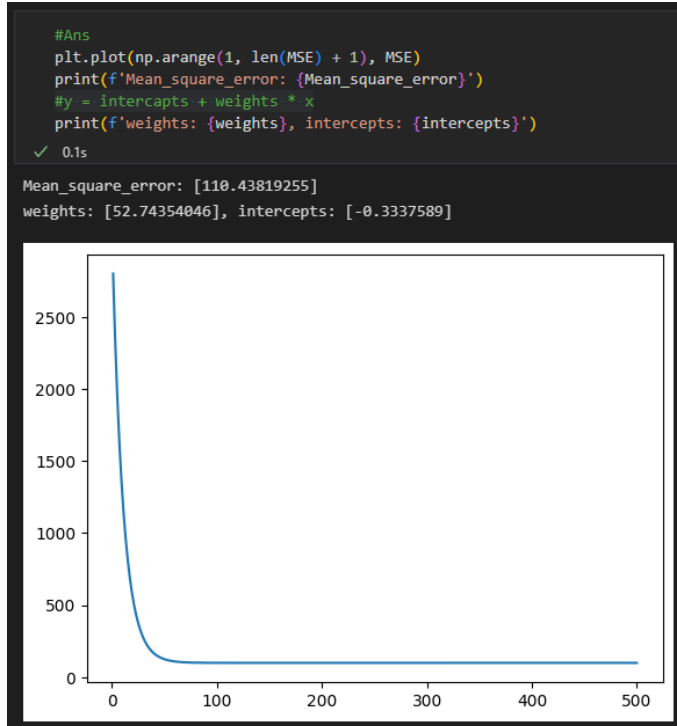 #Ans
plt.plot(np.arange(1, len(MSE) + 1), MSE)
print(f'Mean_square_error: {Mean_square_error}')
#y = intercapts + weights * x
print(f'weights: {weights}, intercepts: {intercepts}')
✓ 0.1s
Mean_square_error: [110.43819255]
weights: [52.74354046], intercepts: [-0.3337589]
2500
2000
1500
1000
500
0
0 100 200 300 400 500